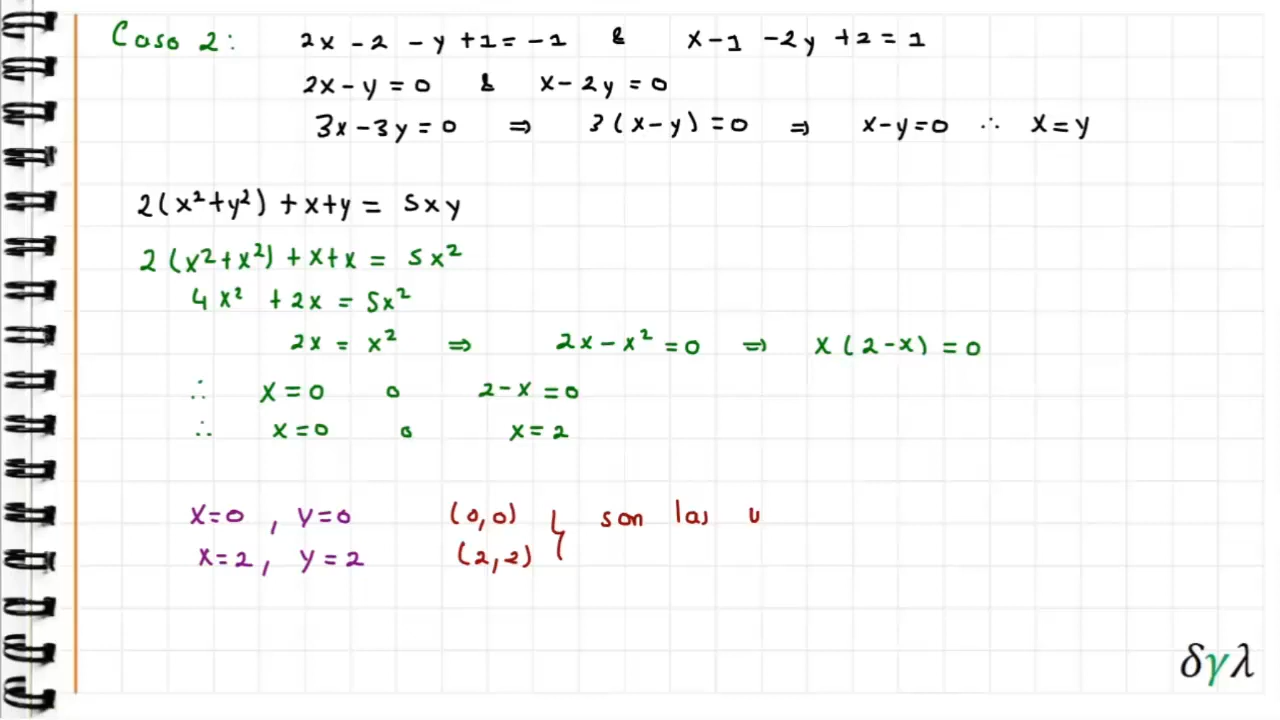 Caso 2: 2x - 2 - y + 1 = -1 & x - 1 - 2y + 2 = 1
2x - y = 0 & x - 2y = 0
3x - 3y = 0 ⇒ 3(x - y) = 0 ⇒ x - y = 0 ∴ x = y
2(x² + y²) + x + y = 5xy
2(x² + x²) + x + x = 5x²
4x² + 2x = 5x²
2x = x² ⇒ 2x - x² = 0 ⇒ x(2 - x) = 0
∴ x = 0 o 2 - x = 0
∴ x = 0 o x = 2
x = 0, y = 0 (0,0) son las
x = 2, y = 2 (2,2)
δγλ